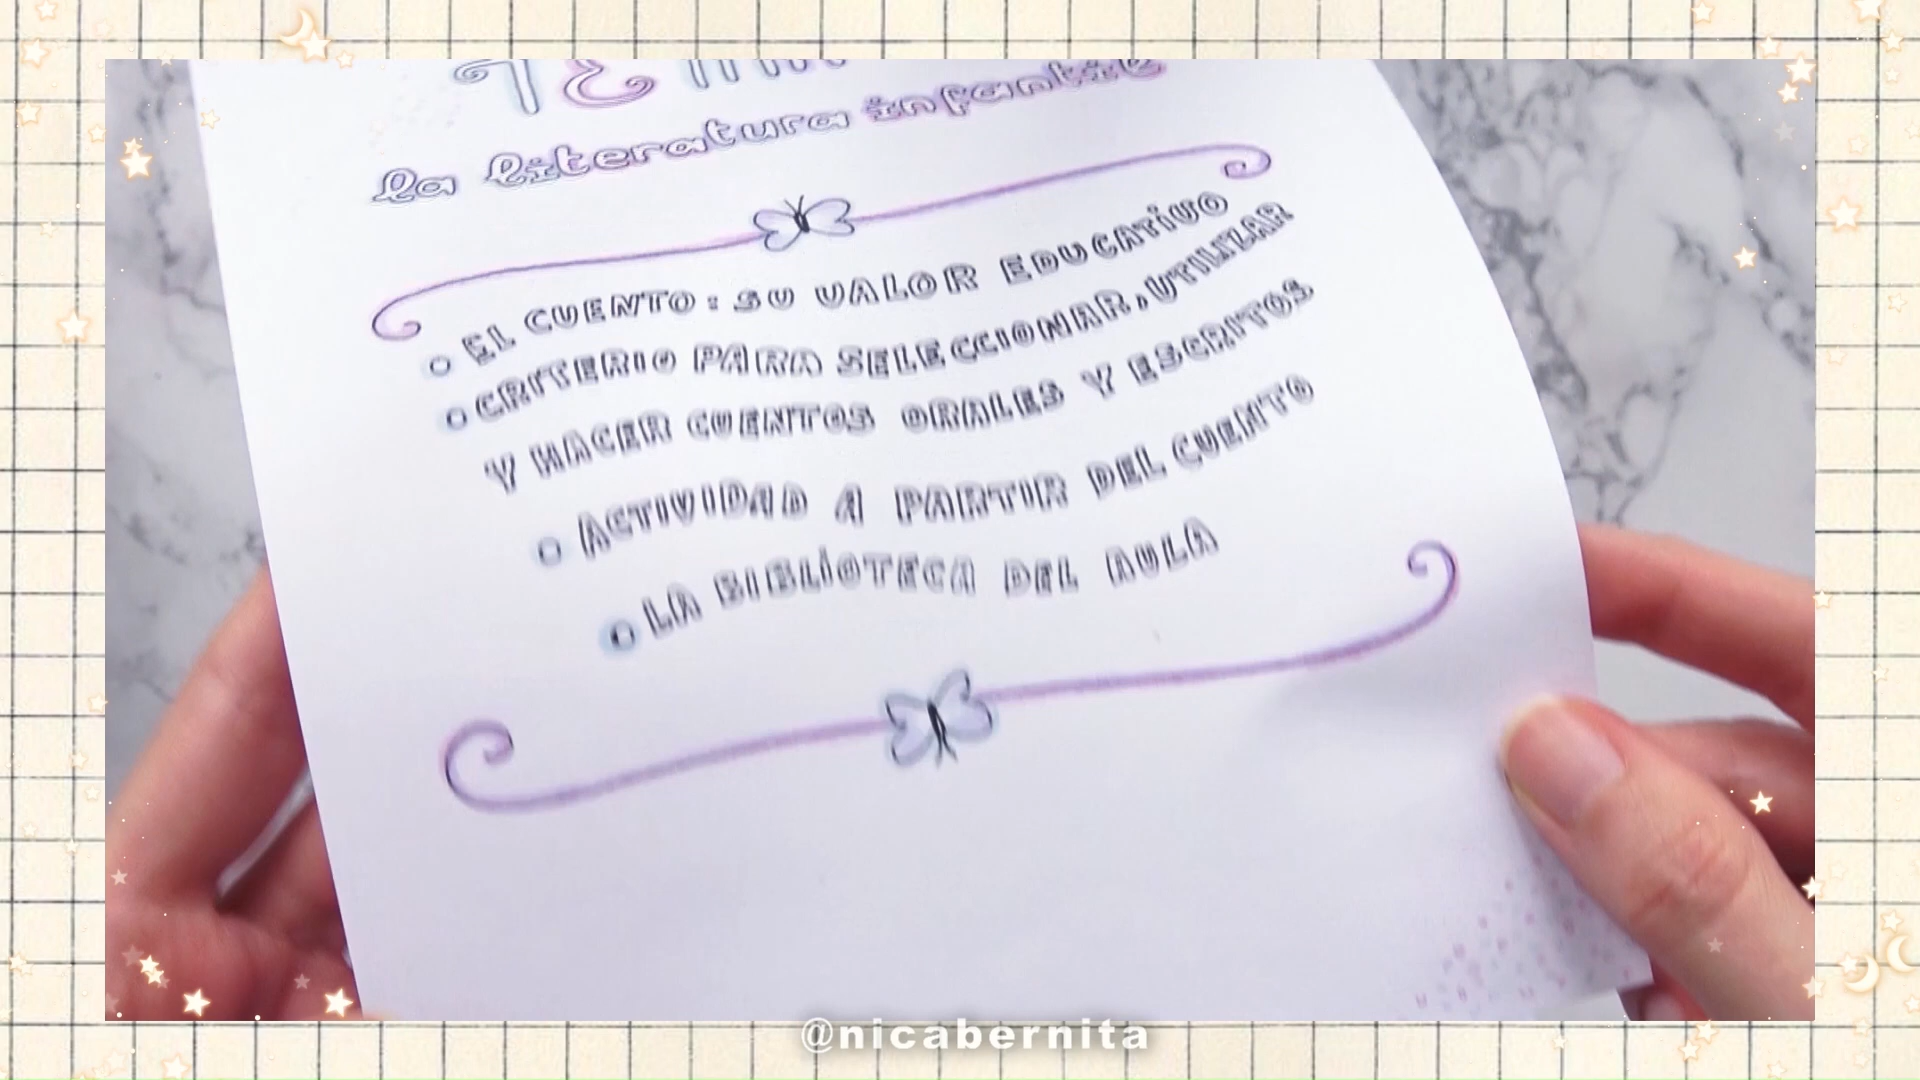 la literatura infantil
o EL CUENTO: SU VALOR EDUCATIVO
o CRITERIO PARA SELECCIONAR, UTILIZAR
Y HACER CUENTOS ORALES Y ESCRITOS
o ACTIVIDAD A PARTIR DEL CUENTO
o LA BIBLIOTECA DEL AULA
@nicabernita